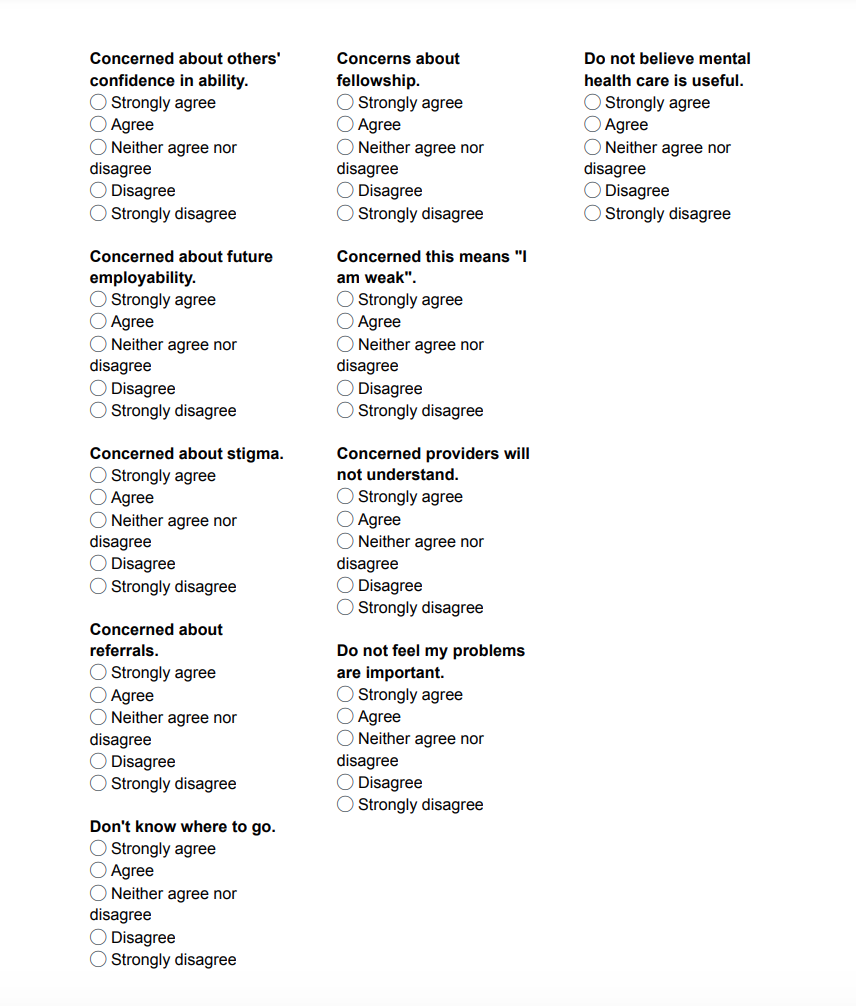 Concerned about others'
confidence in ability.
Strongly agree
Agree
Neither agree nor
disagree
Disagree
Strongly disagree
Concerned about future
employability.
Strongly agree
Agree
Neither agree nor
disagree
Disagree
Strongly disagree
Concerned about stigma.
Strongly agree
Agree
Neither agree nor
disagree
Disagree
Strongly disagree
Concerned about
referrals.
Strongly agree
Agree
Neither agree nor
disagree
Disagree
Strongly disagree
Don't know where to go.
Strongly agree
Agree
Neither agree nor
disagree
Disagree
Strongly disagree
Concerns about
fellowship.
Strongly agree
Agree
Neither agree nor
disagree
Disagree
Strongly disagree
Concerned this means "I
am weak".
Strongly agree
Agree
Neither agree nor
disagree
Disagree
Strongly disagree
Concerned providers will
not understand.
Strongly agree
Agree
Neither agree nor
disagree
Disagree
Strongly disagree
Do not feel my problems
are important.
Strongly agree
Agree
Neither agree nor
disagree
Disagree
Strongly disagree
Do not believe mental
health care is useful.
Strongly agree
Agree
Neither agree nor
disagree
Disagree
Strongly disagree